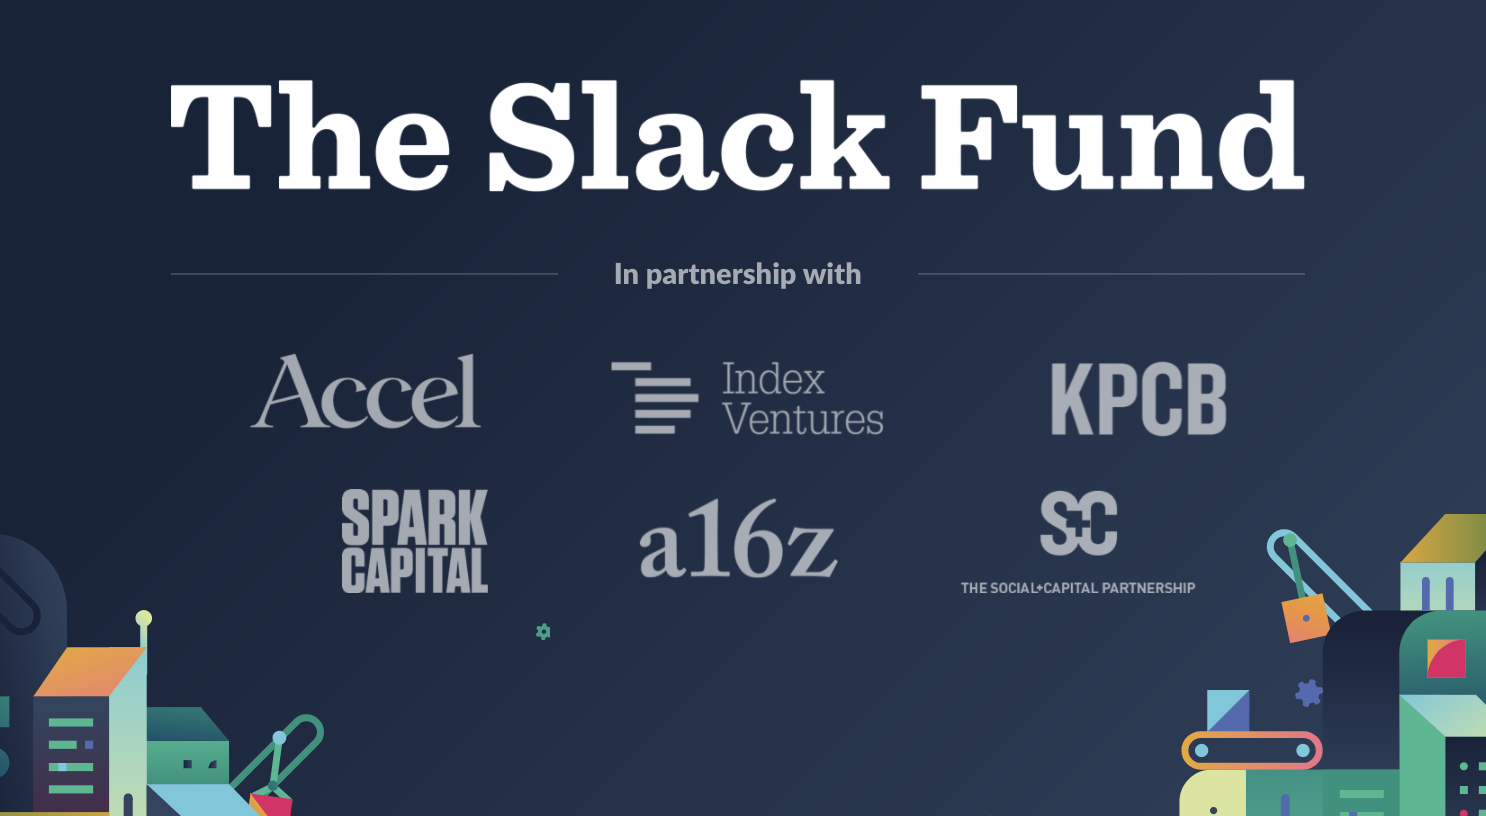 The Slack Fund
In partnership with
Accel
Index
Ventures
KPCB
SPARK
CAPITAL
a16z
S+C
THE SOCIAL+CAPITAL PARTNERSHIP